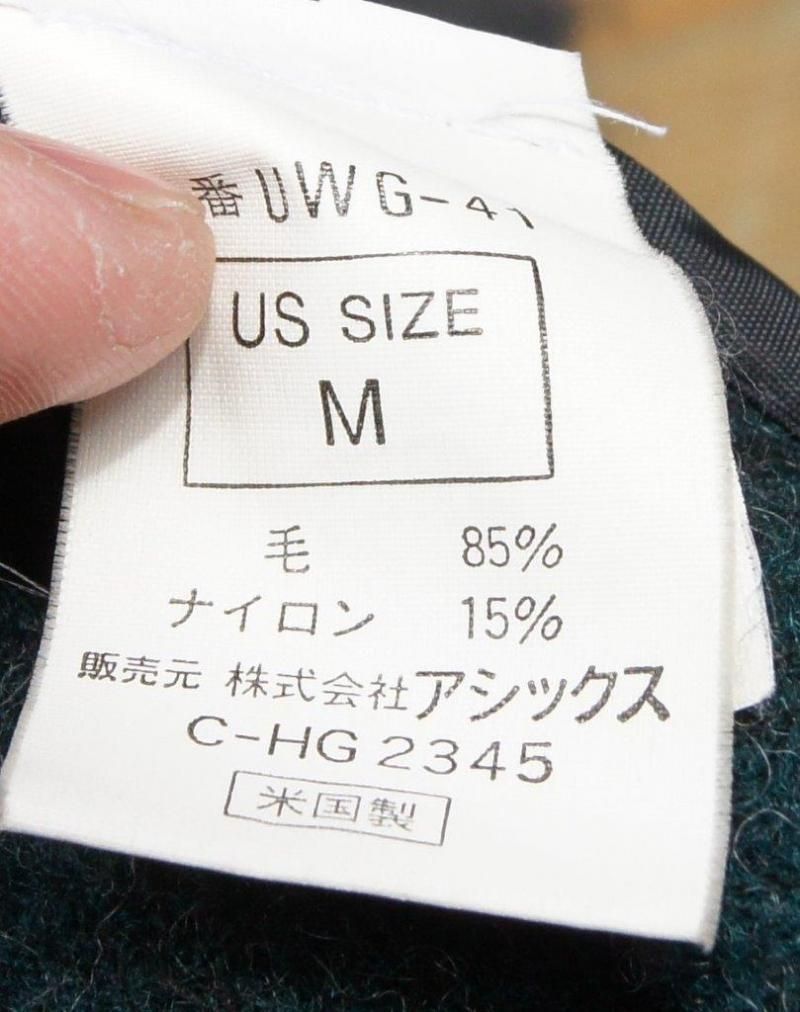 番 UWG-4
US SIZE
M
毛 85%
ナイロン 15%
販売元 株式会社アシックス
C-HG 2345
米国製